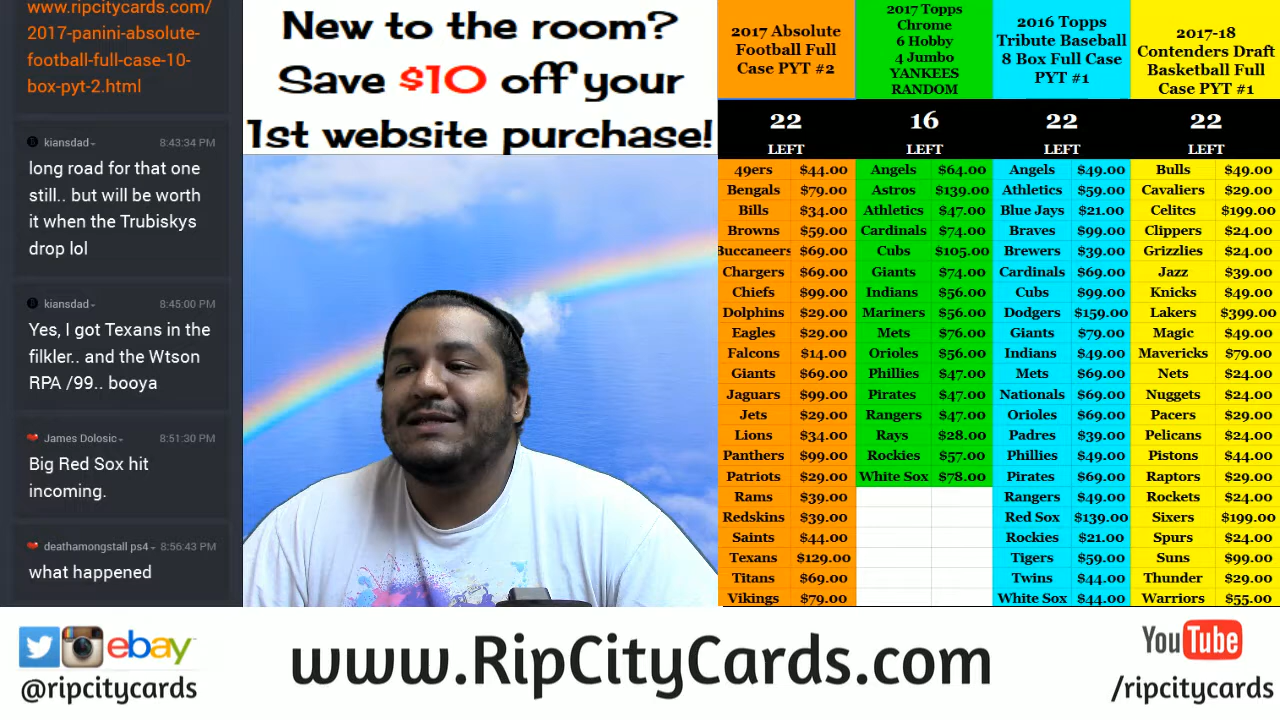 www.ripcitycards.com/
2017-panini-absolute-
football-full-case-10-
box-pyt-2.html
kiansdad 8:43:34 PM
long road for that one
still.. but will be worth
it when the Trubiskys
drop lol
kiansdad 8:45:00 PM
Yes, I got Texans in the
filkler.. and the Wtson
RPA /99.. booya
James Dolosic 8:51:30 PM
Big Red Sox hit
incoming.
deathamongstall ps4 8:56:43 PM
what happened
New to the room?
Save $10 off your
1st website purchase!
2017 Absolute
Football Full
Case PYT #2
22
LEFT
49ers $44.00
Bengals $79.00
Bills $34.00
Browns $59.00
Buccaneers $69.00
Chargers $69.00
Chiefs $99.00
Dolphins $29.00
Eagles $29.00
Falcons $14.00
Giants $69.00
Jaguars $99.00
Jets $29.00
Lions $34.00
Panthers $99.00
Patriots $29.00
Rams $39.00
Redskins $39.00
Saints $44.00
Texans $129.00
Titans $69.00
Vikings $79.00
2017 Topps
Chrome
6 Hobby
4 Jumbo
YANKEES
RANDOM
16
LEFT
Angels $64.00
Astros $139.00
Athletics $47.00
Cardinals $74.00
Cubs $105.00
Giants $74.00
Indians $56.00
Mariners $56.00
Mets $76.00
Orioles $56.00
Phillies $47.00
Pirates $47.00
Rangers $47.00
Rays $28.00
Rockies $57.00
White Sox $78.00
2016 Topps
Tribute Baseball
8 Box Full Case
PYT #1
22
LEFT
Angels $49.00
Athletics $59.00
Blue Jays $21.00
Braves $99.00
Brewers $39.00
Cardinals $69.00
Cubs $99.00
Dodgers $159.00
Giants $79.00
Indians $49.00
Mets $69.00
Nationals $69.00
Orioles $69.00
Padres $39.00
Phillies $49.00
Pirates $69.00
Rangers $49.00
Red Sox $139.00
Rockies $21.00
Tigers $59.00
Twins $44.00
White Sox $44.00
2017-18
Contenders Draft
Basketball Full
Case PYT #1
22
LEFT
Bulls $49.00
Cavaliers $29.00
Celitcs $199.00
Clippers $24.00
Grizzlies $24.00
Jazz $39.00
Knicks $49.00
Lakers $399.00
Magic $49.00
Mavericks $79.00
Nets $24.00
Nuggets $24.00
Pacers $29.00
Pelicans $24.00
Pistons $44.00
Raptors $29.00
Rockets $24.00
Sixers $199.00
Spurs $24.00
Suns $99.00
Thunder $29.00
Warriors $55.00
ebay
@ripcitycards
www.RipCityCards.com
YouTube
/ripcitycards